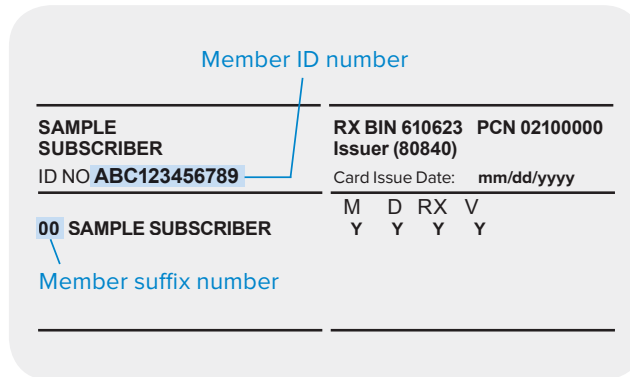 Member ID number
SAMPLE
SUBSCRIBER
ID NO ABC123456789
RX BIN 610623 PCN 02100000
Issuer (80840)
Card Issue Date: mm/dd/yyyy
00 SAMPLE SUBSCRIBER
M D RX V
Y Y Y Y
Member suffix number